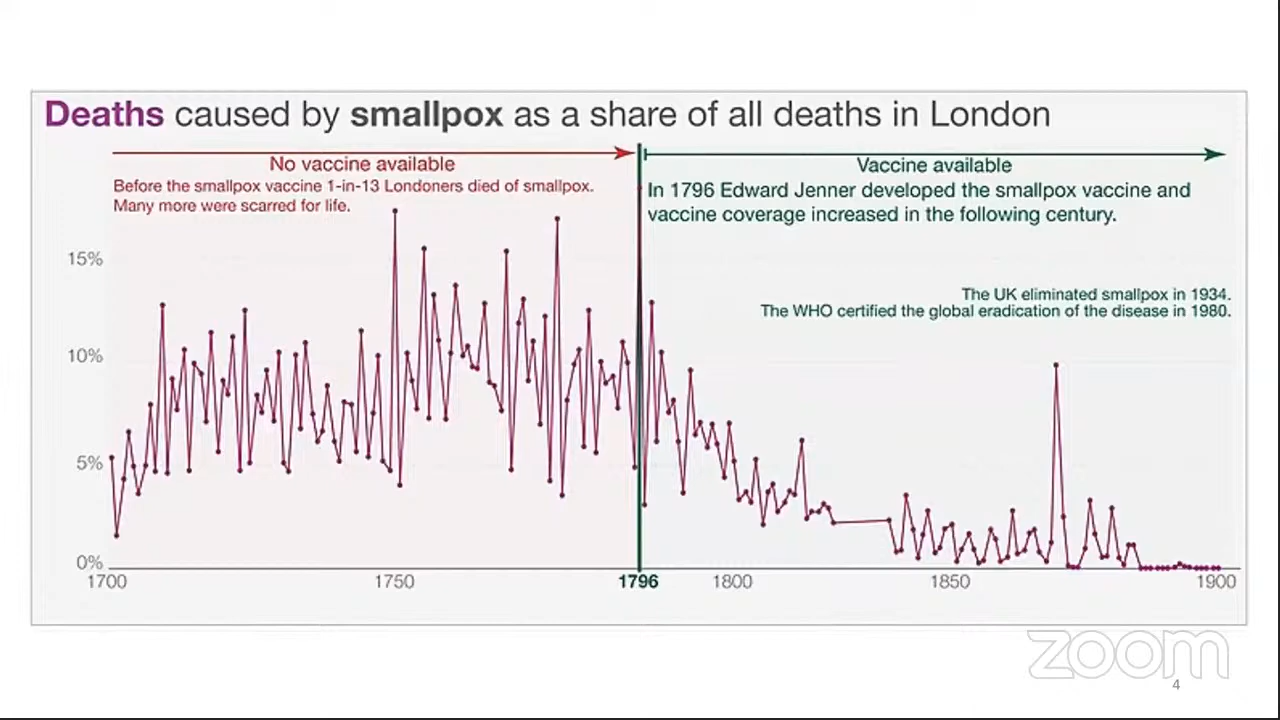 Deaths caused by smallpox as a share of all deaths in London
No vaccine available
Before the smallpox vaccine 1-in-13 Londoners died of smallpox.
Many more were scarred for life.
Vaccine available
In 1796 Edward Jenner developed the smallpox vaccine and
vaccine coverage increased in the following century.
The UK eliminated smallpox in 1934.
The WHO certified the global eradication of the disease in 1980.
15%
10%
5%
0%
1700
1750
1796
1800
1850
1900
zoom
4